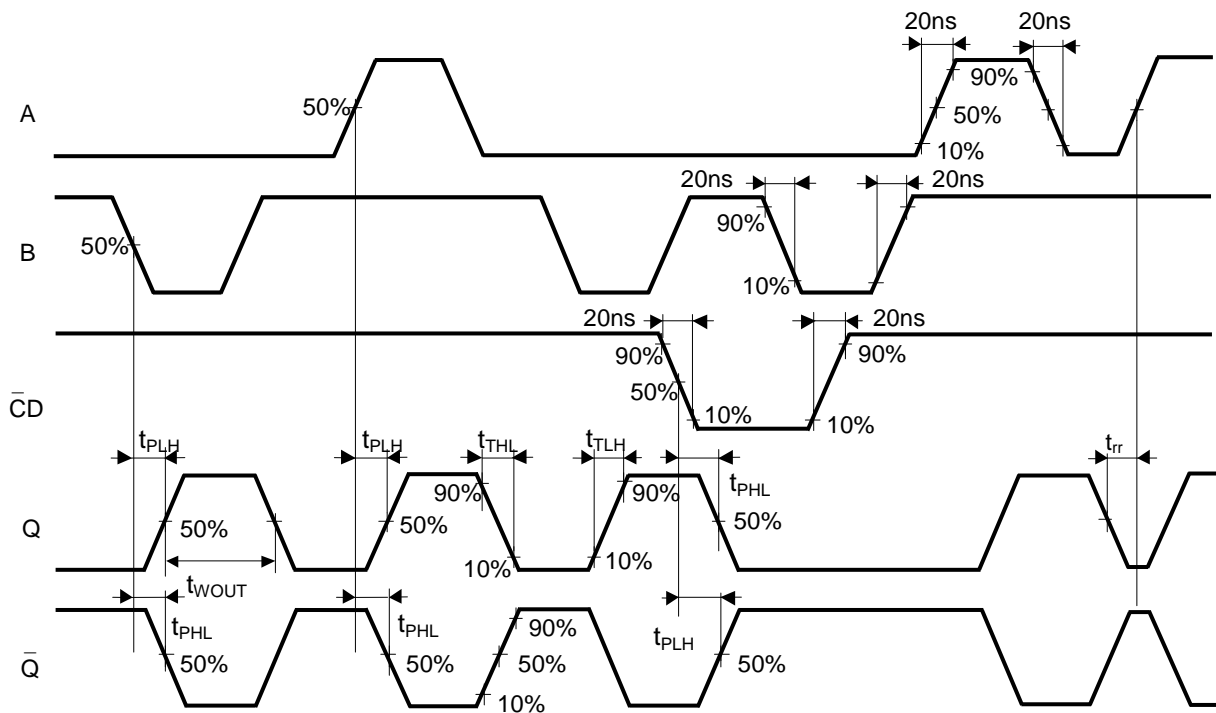 20ns 20ns
A 50% 90%
50%
10%
20ns 20ns
B 50% 90%
10%
20ns 20ns
90% 90%
50%
C̅D 10% 10%
tPLH tPLH tTHL tTLH trr
90% 90% tPHL
Q 50% 50% 50%
10% 10%
tWOUT
tPHL tPHL 90% tPLH
Q̅ 50% 50% 50% 50%
10%